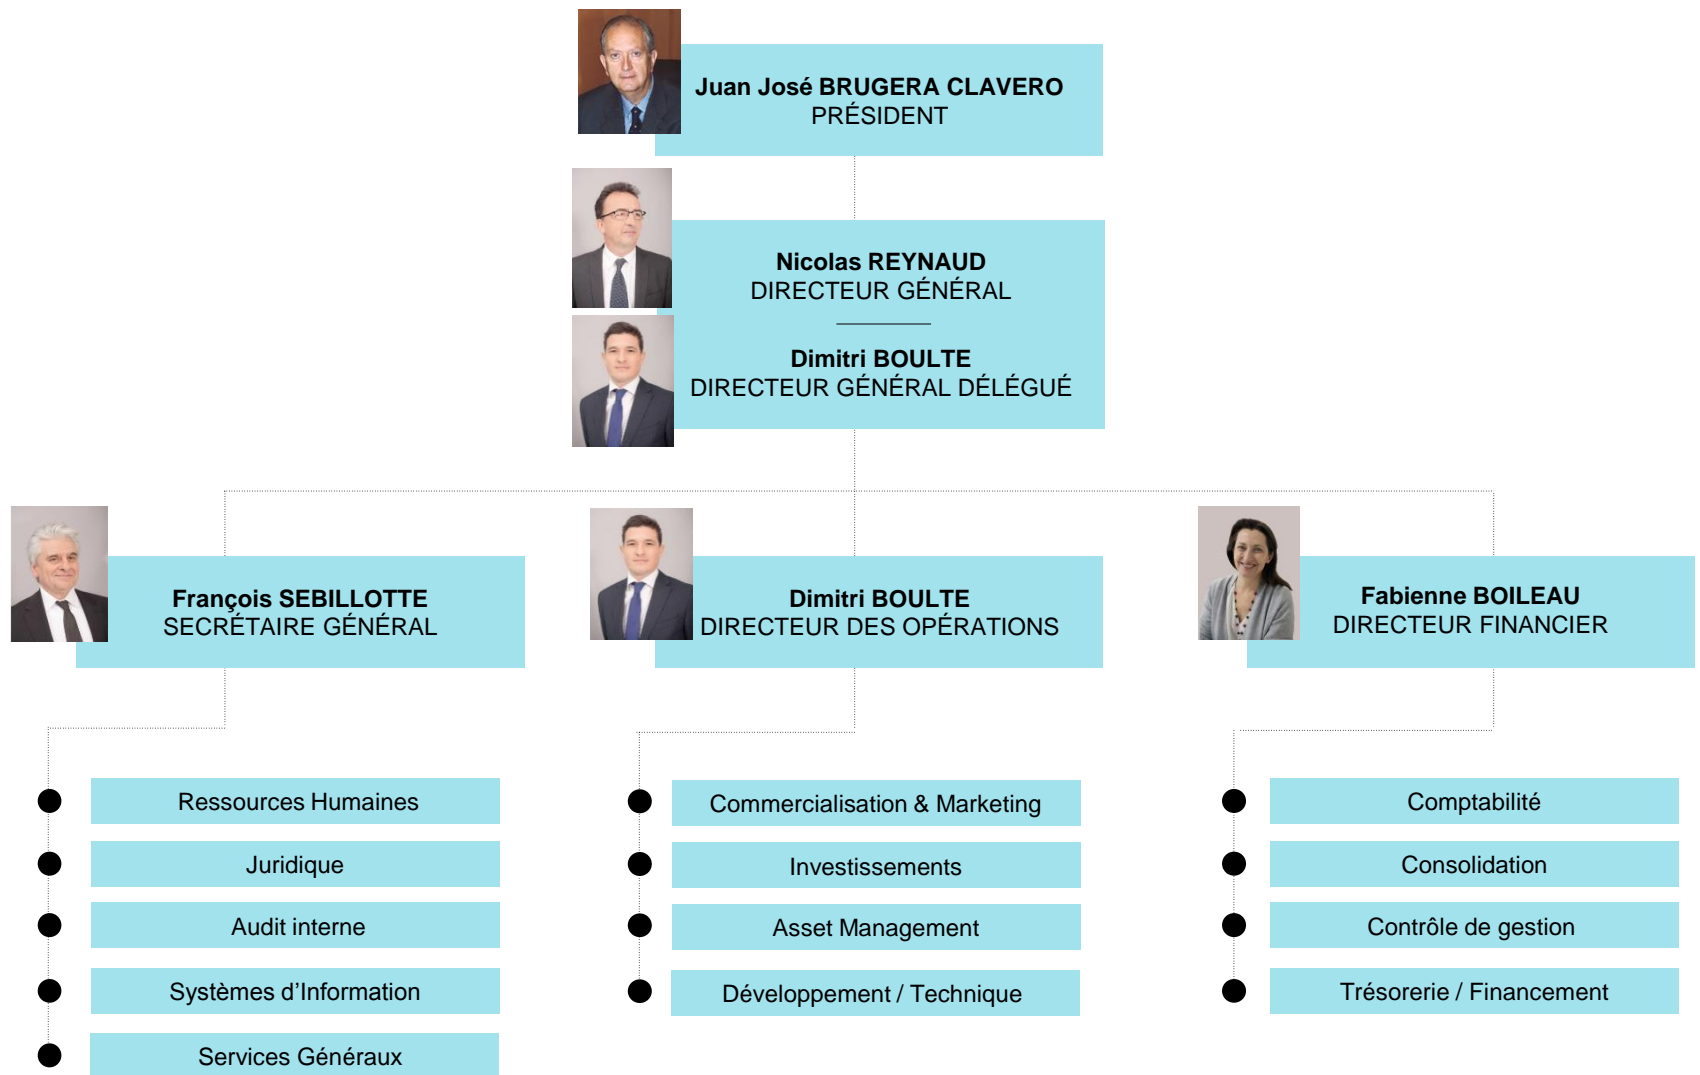 Juan José BRUGERA CLAVERO
PRÉSIDENT
Nicolas REYNAUD
DIRECTEUR GÉNÉRAL
Dimitri BOULTE
DIRECTEUR GÉNÉRAL DÉLÉGUÉ
François SEBILLOTTE
SECRÉTAIRE GÉNÉRAL
Dimitri BOULTE
DIRECTEUR DES OPÉRATIONS
Fabienne BOILEAU
DIRECTEUR FINANCIER
Ressources Humaines
Juridique
Audit interne
Systèmes d’Information
Services Généraux
Commercialisation & Marketing
Investissements
Asset Management
Développement / Technique
Comptabilité
Consolidation
Contrôle de gestion
Trésorerie / Financement